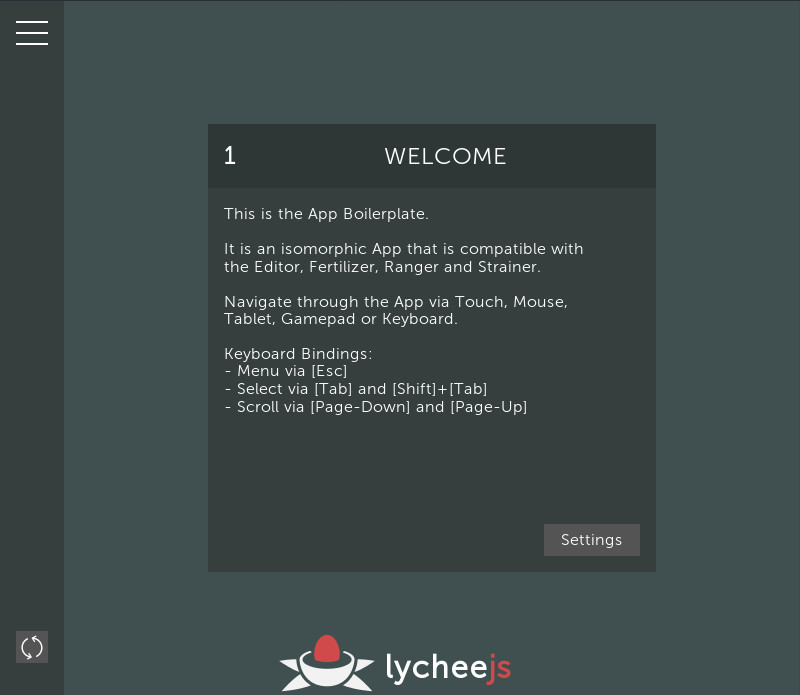 1 WELCOME
This is the App Boilerplate.
It is an isomorphic App that is compatible with
the Editor, Fertilizer, Ranger and Strainer.
Navigate through the App via Touch, Mouse,
Tablet, Gamepad or Keyboard.
Keyboard Bindings:
- Menu via [Esc]
- Select via [Tab] and [Shift]+[Tab]
- Scroll via [Page-Down] and [Page-Up]
Settings
lycheejs